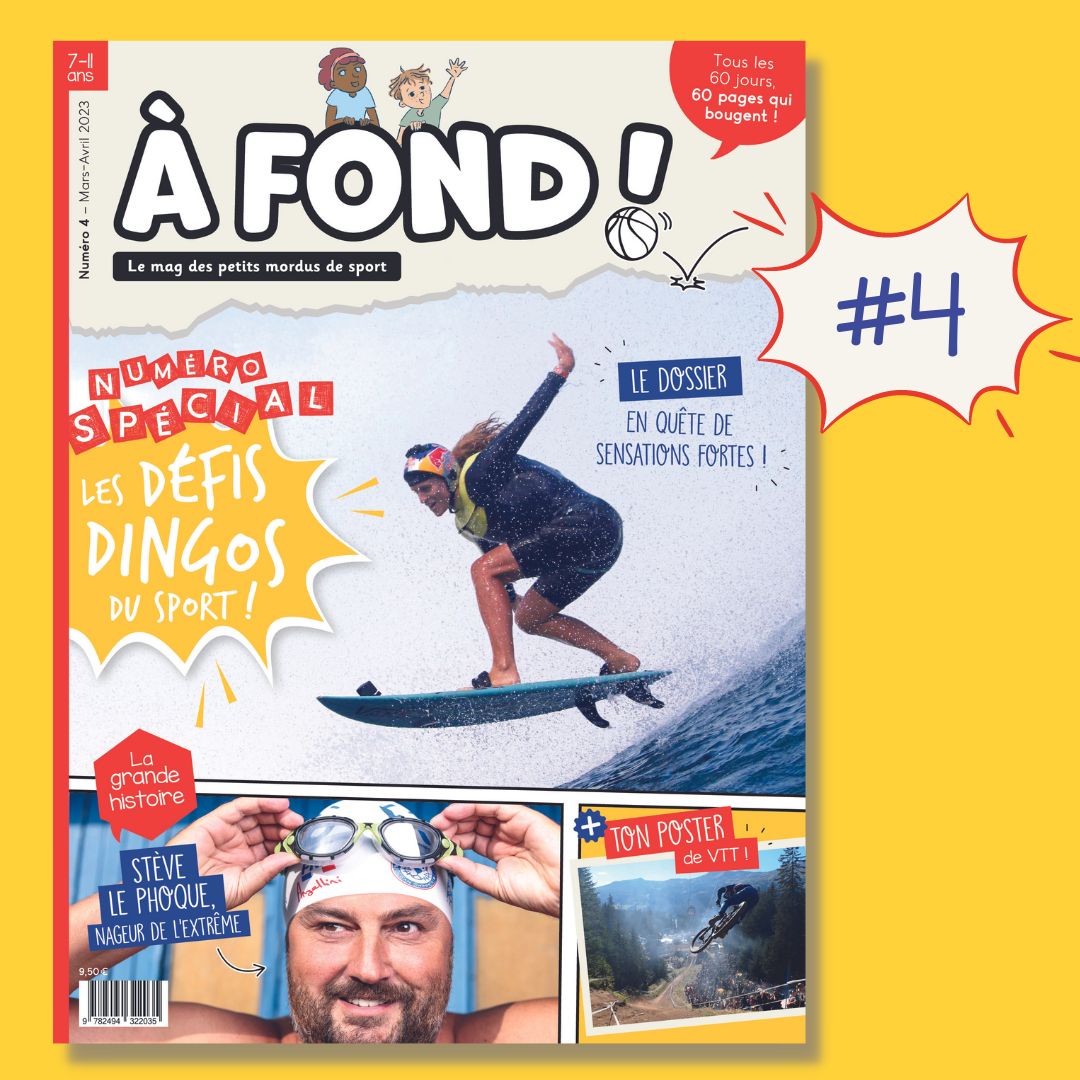 7-11
ans
Numéro 4 – Mars-Avril 2023
Tous les
60 jours,
60 pages qui
bougent !
À FOND !
Le mag des petits mordus de sport
#4
NUMÉRO
SPÉCIAL
LES DÉFIS
DINGOS
DU SPORT !
LE DOSSIER
EN QUÊTE DE
SENSATIONS FORTES !
La
grande
histoire
STÈVE
LE PHOQUE,
NAGEUR DE L'EXTRÊME
+ TON POSTER
de VTT !
9,50 €
9 782494 322035